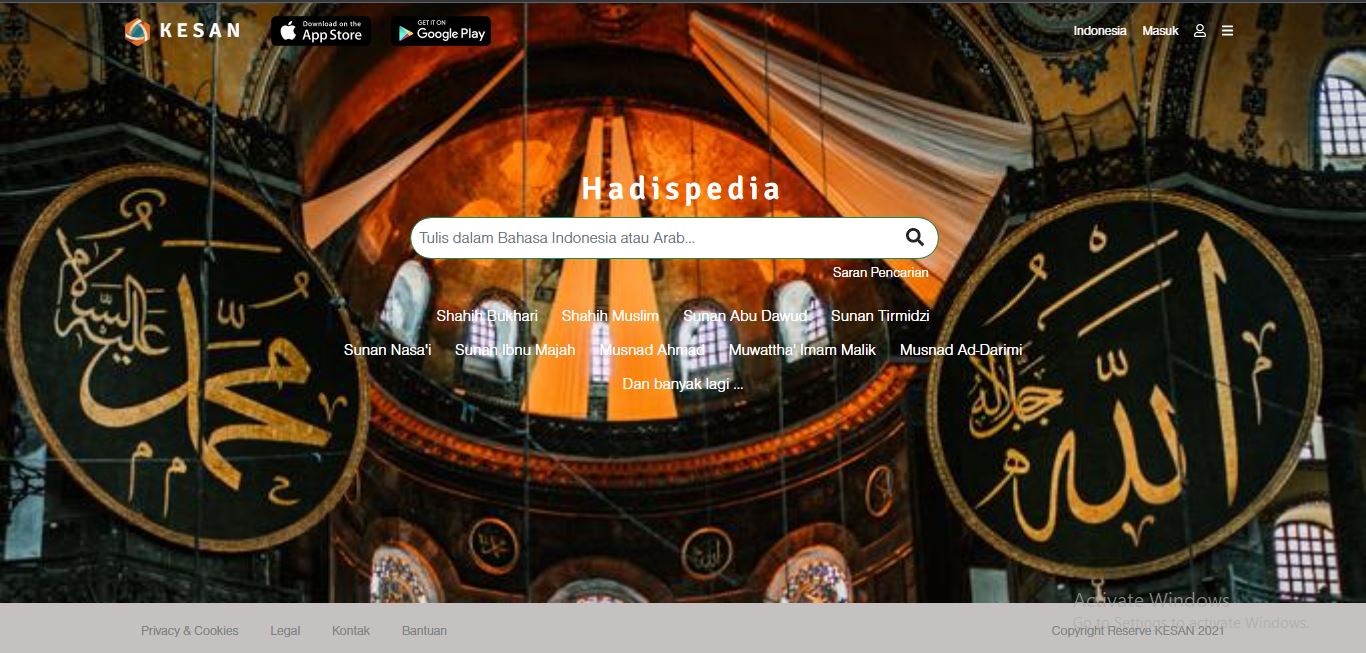 KESAN
Download on the
App Store
GET IT ON
Google Play
Indonesia
Masuk
Hadispedia
Tulis dalam Bahasa Indonesia atau Arab...
Saran Pencarian
Shahih Bukhari Shahih Muslim Sunan Abu Dawud Sunan Tirmidzi
Sunan Nasa'i Sunan Ibnu Majah Musnad Ahmad Muwattha' Imam Malik Musnad Ad-Darimi
Dan banyak lagi ...
محمد
عليه السلام
الله
جل جلاله
Activate Windows
Go to Settings to activate Windows.
Privacy & Cookies Legal Kontak Bantuan
Copyright Reserve KESAN 2021